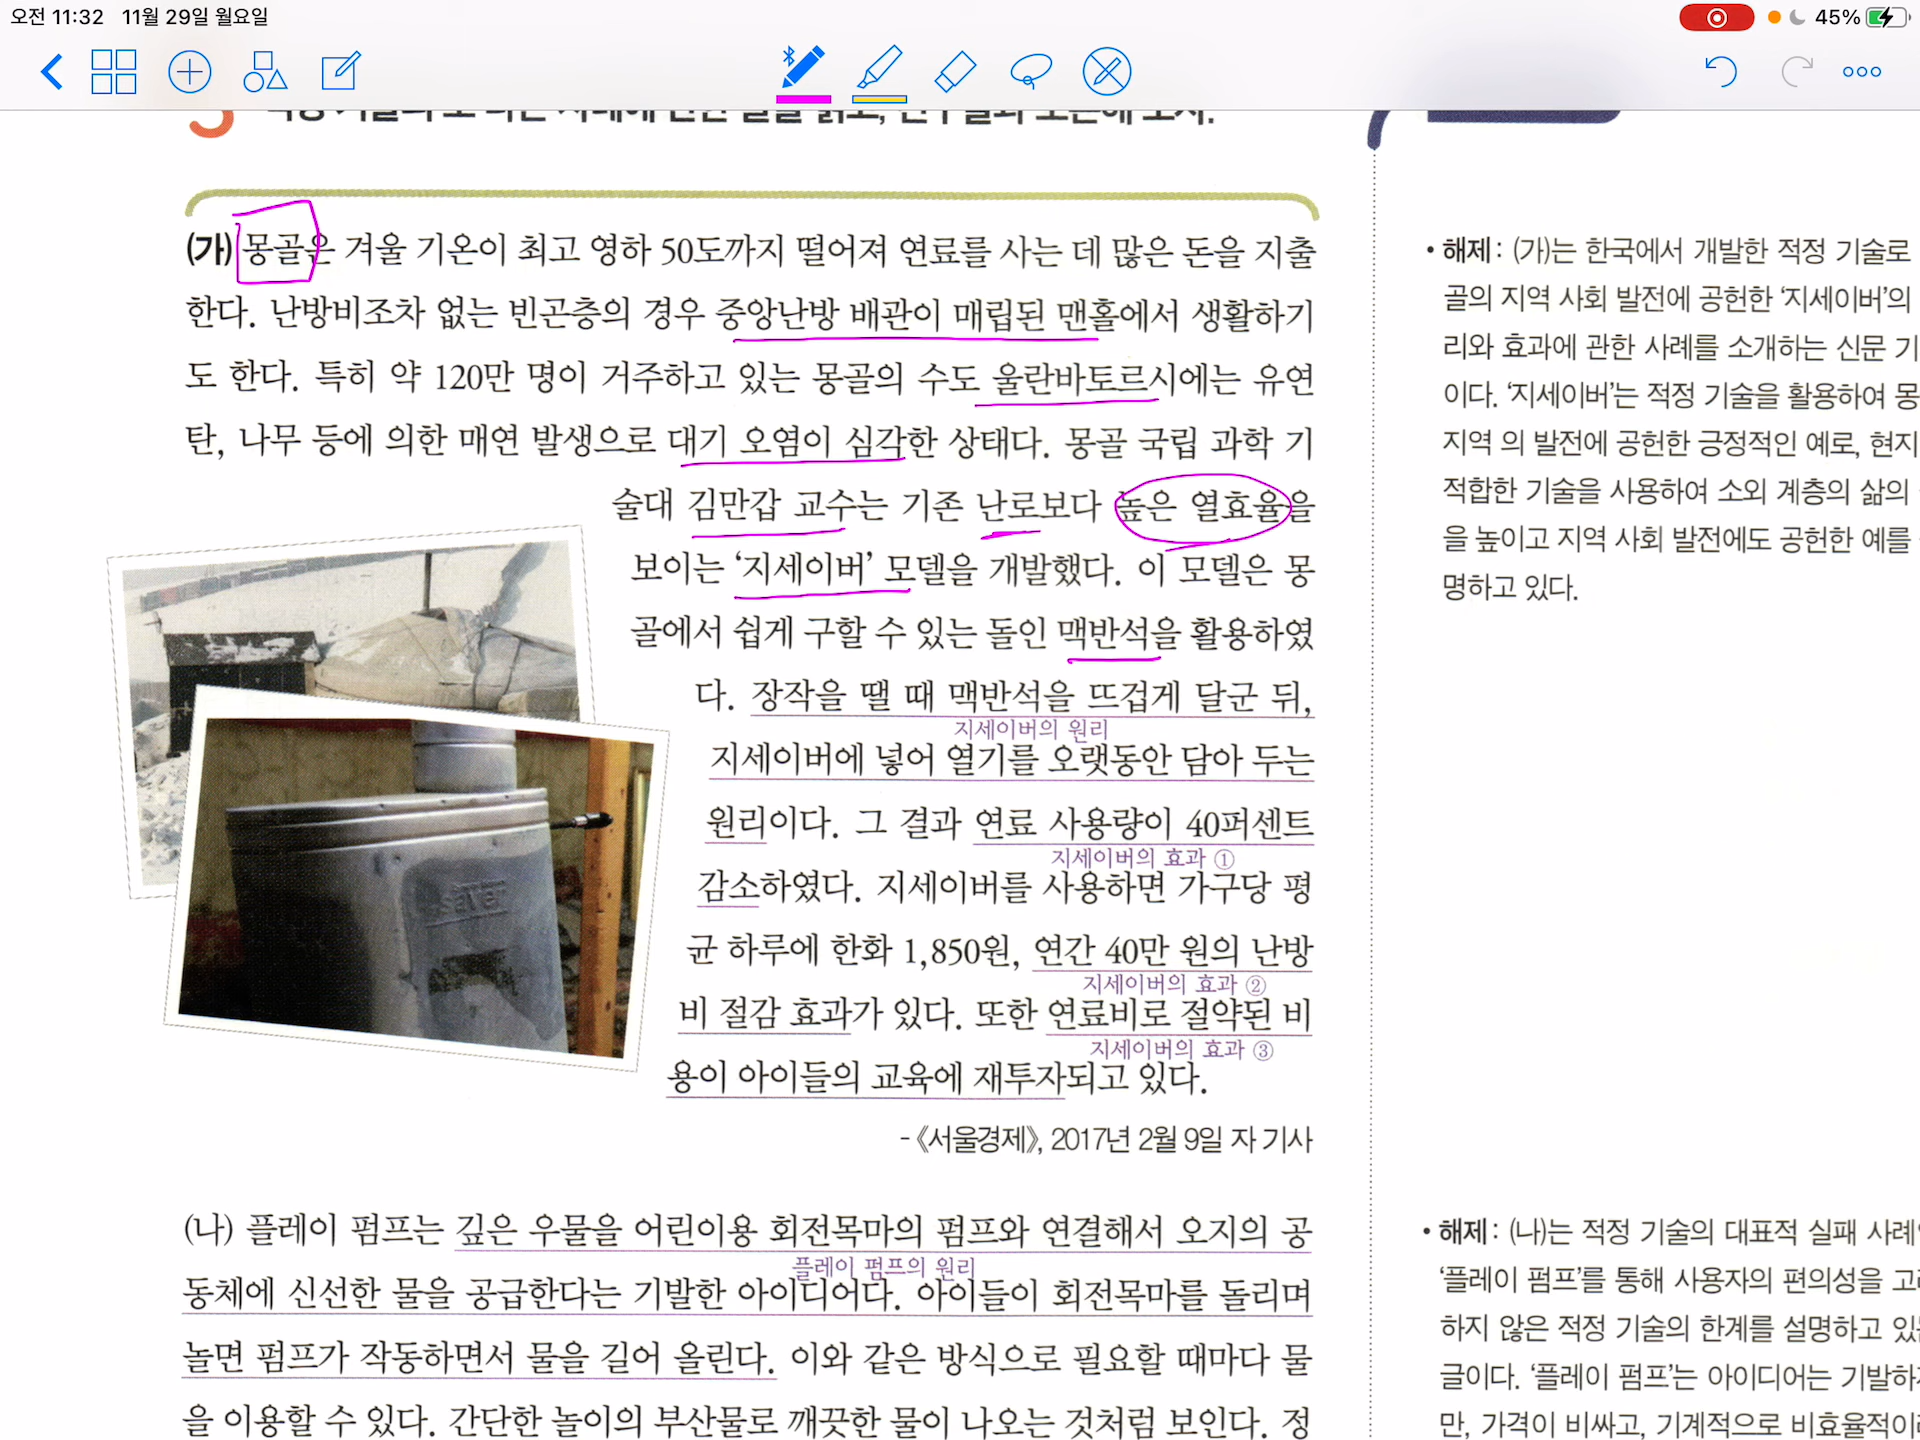 오전 11:32 11월 29일 월요일
45%
(가) 몽골은 겨울 기온이 최고 영하 50도까지 떨어져 연료를 사는 데 많은 돈을 지출
한다. 난방비조차 없는 빈곤층의 경우 중앙난방 배관이 매립된 맨홀에서 생활하기
도 한다. 특히 약 120만 명이 거주하고 있는 몽골의 수도 울란바토르시에는 유연
탄, 나무 등에 의한 매연 발생으로 대기 오염이 심각한 상태다. 몽골 국립 과학 기
술대 김만갑 교수는 기존 난로보다 높은 열효율을
보이는 ‘지세이버’ 모델을 개발했다. 이 모델은 몽
골에서 쉽게 구할 수 있는 돌인 맥반석을 활용하였
다. 장작을 땔 때 맥반석을 뜨겁게 달군 뒤,
지세이버의 원리
지세이버에 넣어 열기를 오랫동안 담아 두는
원리이다. 그 결과 연료 사용량이 40퍼센트
지세이버의 효과 ①
감소하였다. 지세이버를 사용하면 가구당 평
균 하루에 한화 1,850원, 연간 40만 원의 난방
지세이버의 효과 ②
비 절감 효과가 있다. 또한 연료비로 절약된 비
지세이버의 효과 ③
용이 아이들의 교육에 재투자되고 있다.
-《서울경제》, 2017년 2월 9일 자 기사
saver
(나) 플레이 펌프는 깊은 우물을 어린이용 회전목마의 펌프와 연결해서 오지의 공
플레이 펌프의 원리
동체에 신선한 물을 공급한다는 기발한 아이디어다. 아이들이 회전목마를 돌리며
놀면 펌프가 작동하면서 물을 길어 올린다. 이와 같은 방식으로 필요할 때마다 물
을 이용할 수 있다. 간단한 놀이의 부산물로 깨끗한 물이 나오는 것처럼 보인다. 정
• 해제 : (가)는 한국에서 개발한 적정 기술로
골의 지역 사회 발전에 공헌한 ‘지세이버’의
리와 효과에 관한 사례를 소개하는 신문 기
이다. ‘지세이버’는 적정 기술을 활용하여 몽
지역 의 발전에 공헌한 긍정적인 예로, 현지
적합한 기술을 사용하여 소외 계층의 삶의
을 높이고 지역 사회 발전에도 공헌한 예를
명하고 있다.
• 해제 : (나)는 적정 기술의 대표적 실패 사례
‘플레이 펌프’를 통해 사용자의 편의성을 고
하지 않은 적정 기술의 한계를 설명하고 있
글이다. ‘플레이 펌프’는 아이디어는 기발하
만, 가격이 비싸고, 기계적으로 비효율적이